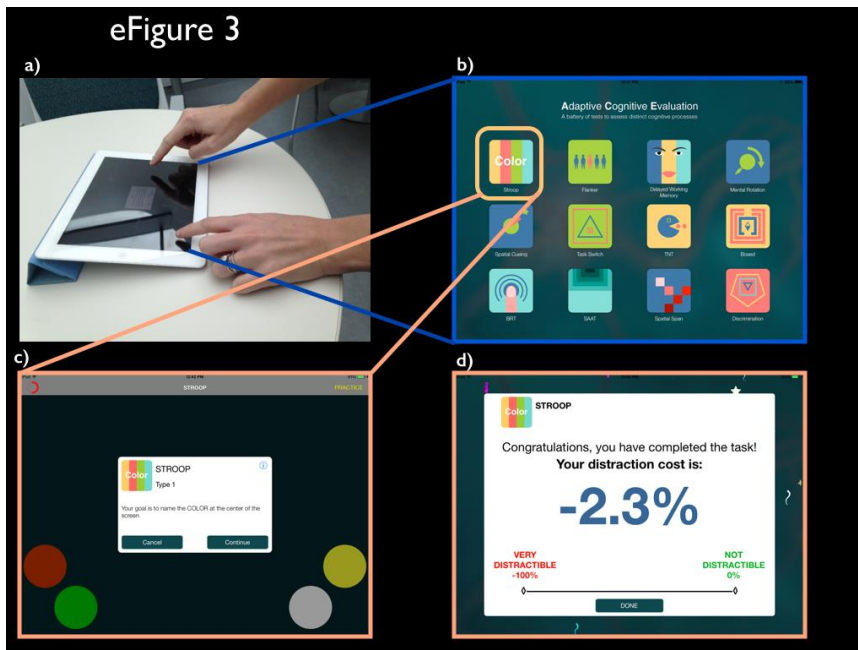 eFigure 3
a)
b)
Adaptive Cognitive Evaluation
A battery of tests to assess distinct cognitive processes
Color
Stroop
Flanker
Delayed Working
Memory
Mental Rotation
Spatial Cueing
Task Switch
TNT
Boxed
BRT
SAAT
Spatial Span
Discrimination
c)
STROOP
PRACTICE
Color
STROOP
Type 1
Your goal is to name the COLOR at the center of the
screen
Cancel
Continue
d)
Color
STROOP
Congratulations, you have completed the task!
Your distraction cost is:
-2.3%
VERY
DISTRACTIBLE
-100%
NOT
DISTRACTIBLE
0%
DONE